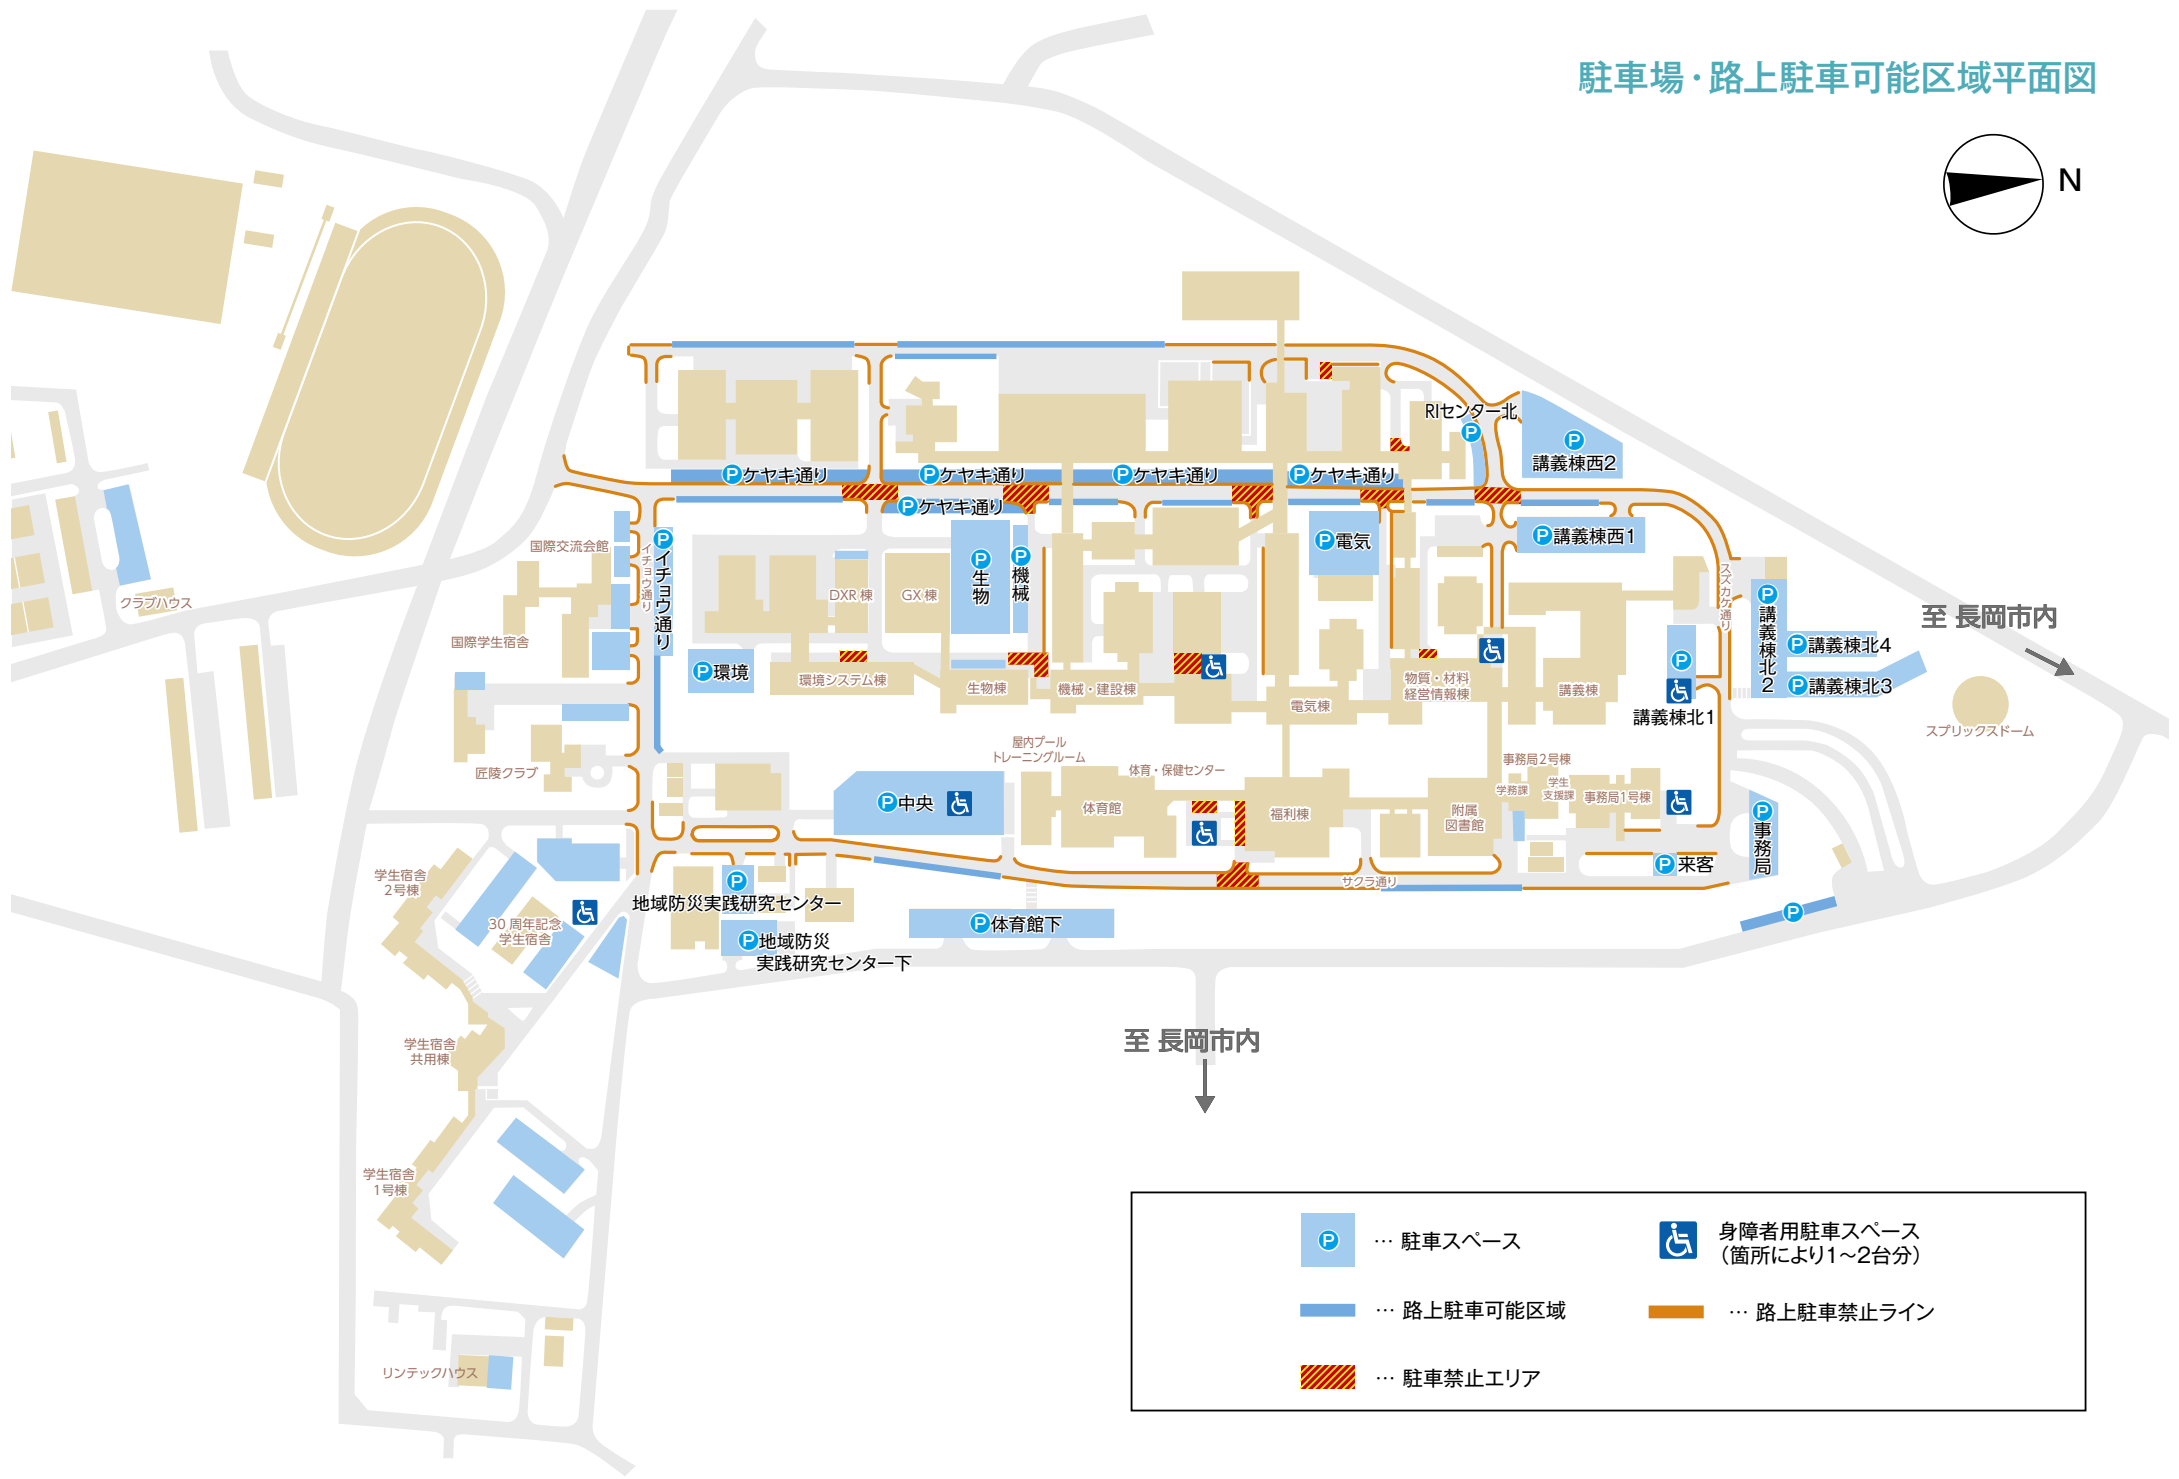 駐車場・路上駐車可能区域平面図
N
RIセンター北
P
P
講義棟西2
Pケヤキ通り
Pケヤキ通り
Pケヤキ通り
Pケヤキ通り
Pケヤキ通り
P講義棟西1
P電気
国際交流会館
イチョウ通り
P
イチョウ通り
P
生物
P
機械
DXR 棟
GX 棟
クラブハウス
国際学生宿舎
スズカケ通り
P
講義棟北2
至 長岡市内
P講義棟北4
P講義棟北3
P
講義棟北1
P環境
環境システム棟
生物棟
機械・建設棟
電気棟
物質・材料
経営情報棟
講義棟
スプリックスドーム
匠陵クラブ
屋内プール
トレーニングルーム
体育・保健センター
事務局2号棟
学務課
学生
支援課
事務局1号棟
P中央
体育館
福利棟
附属
図書館
P
事務局
P来客
サクラ通り
学生宿舎
2号棟
30 周年記念
学生宿舎
P
地域防災実践研究センター
P地域防災
実践研究センター下
P体育館下
P
至 長岡市内
学生宿舎
共用棟
学生宿舎
1号棟
リンテックハウス
P
… 駐車スペース
身障者用駐車スペース
（箇所により1～2台分）
… 路上駐車可能区域
… 路上駐車禁止ライン
… 駐車禁止エリア